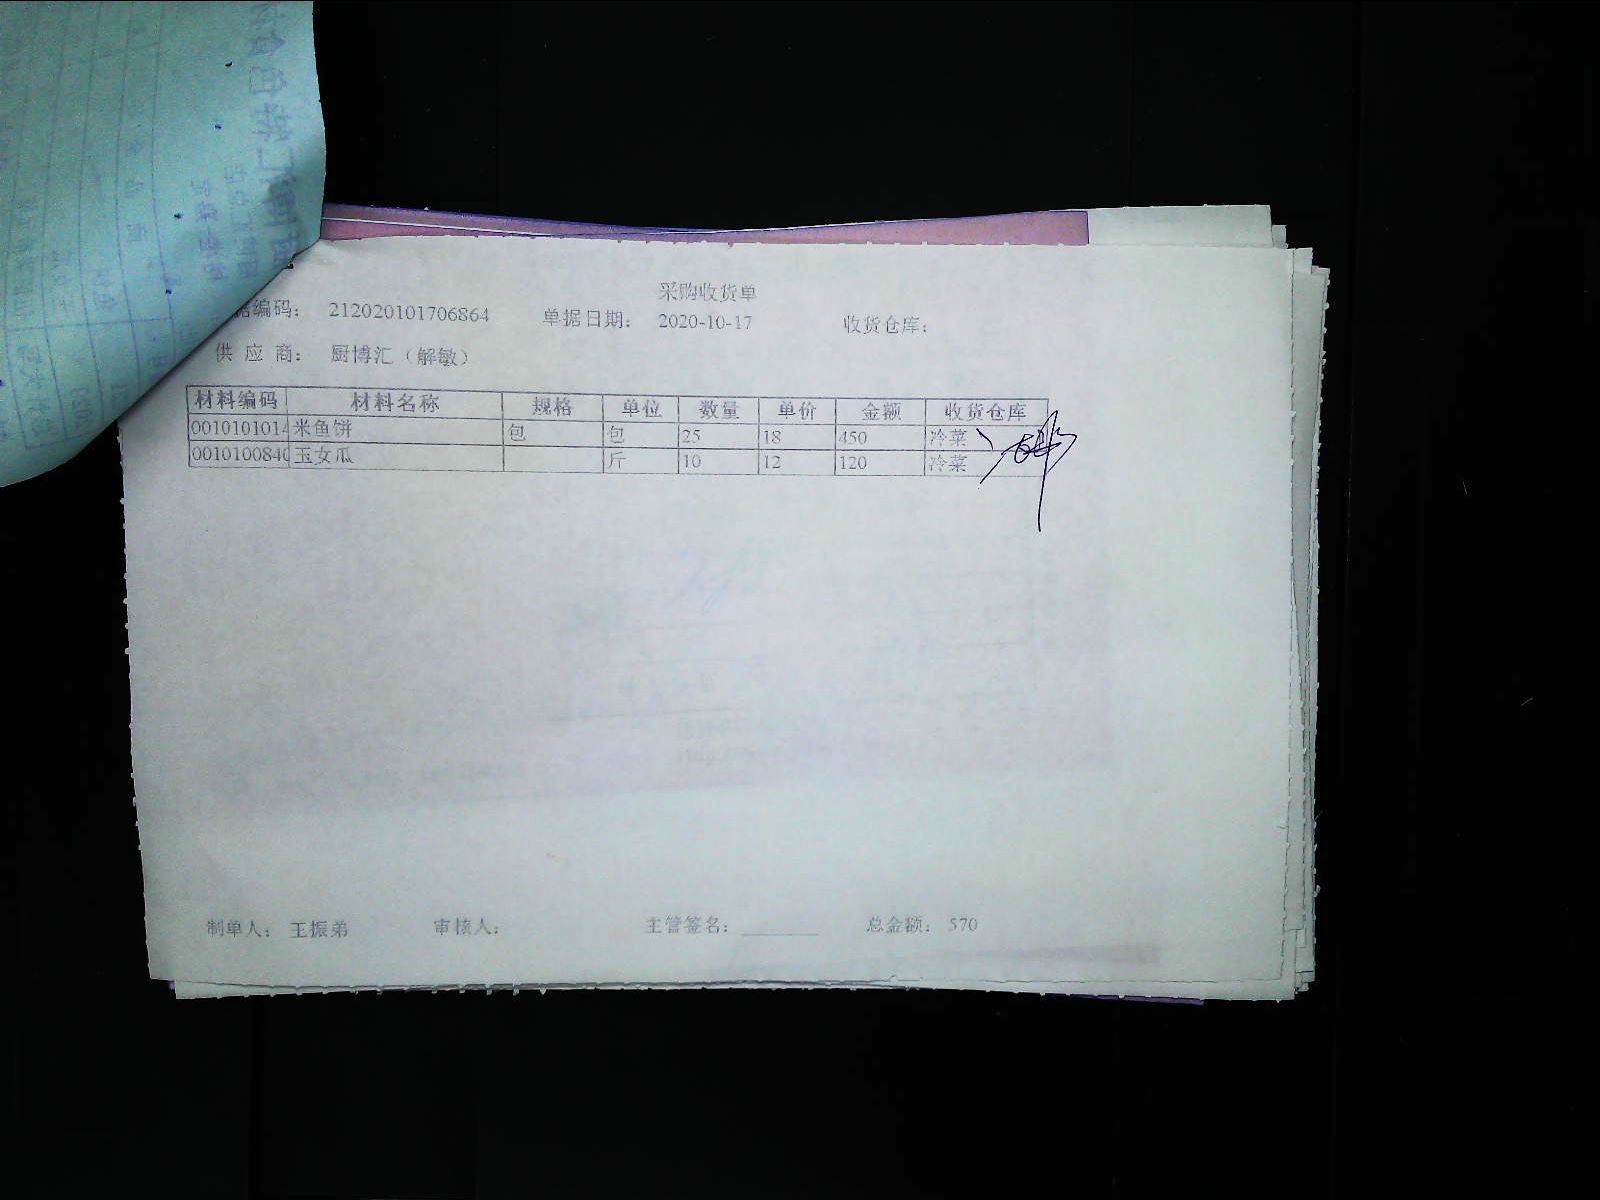 采购收货单
据编码： 212020101706864 单据日期： 2020-10-17 收货仓库：
供 应 商： 厨博汇（解敏）
材料编码 材料名称 规格 单位 数量 单价 金额 收货仓库
0010101014 米鱼饼 包 包 25 18 450 冷菜
001010084 玉女瓜 斤 10 12 120 冷菜
制单人： 王振弟 审核人： 主管签名： 总金额： 570